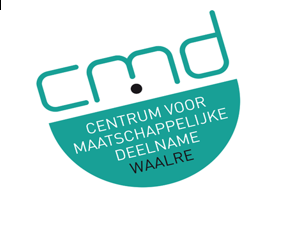 cmd
CENTRUM VOOR
MAATSCHAPPELIJKE
DEELNAME
WAALRE